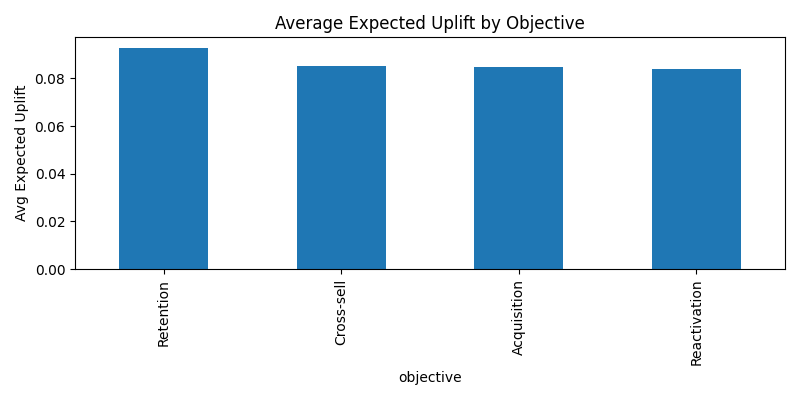 Average Expected Uplift by Objective
Avg Expected Uplift
0.08
0.06
0.04
0.02
0.00
Retention
Cross-sell
Acquisition
Reactivation
objective